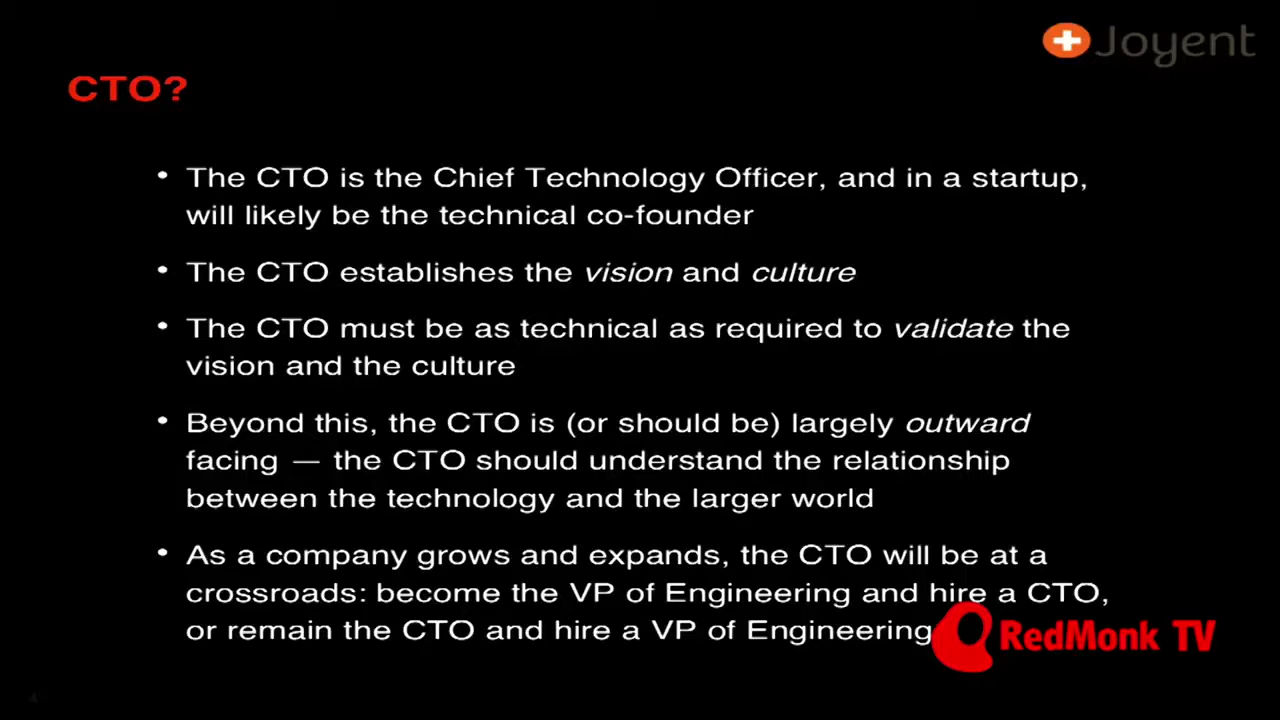 Joyent
CTO?
• The CTO is the Chief Technology Officer, and in a startup,
will likely be the technical co-founder
• The CTO establishes the vision and culture
• The CTO must be as technical as required to validate the
vision and the culture
• Beyond this, the CTO is (or should be) largely outward
facing — the CTO should understand the relationship
between the technology and the larger world
• As a company grows and expands, the CTO will be at a
crossroads: become the VP of Engineering and hire a CTO,
or remain the CTO and hire a VP of Engineering
RedMonk TV
4